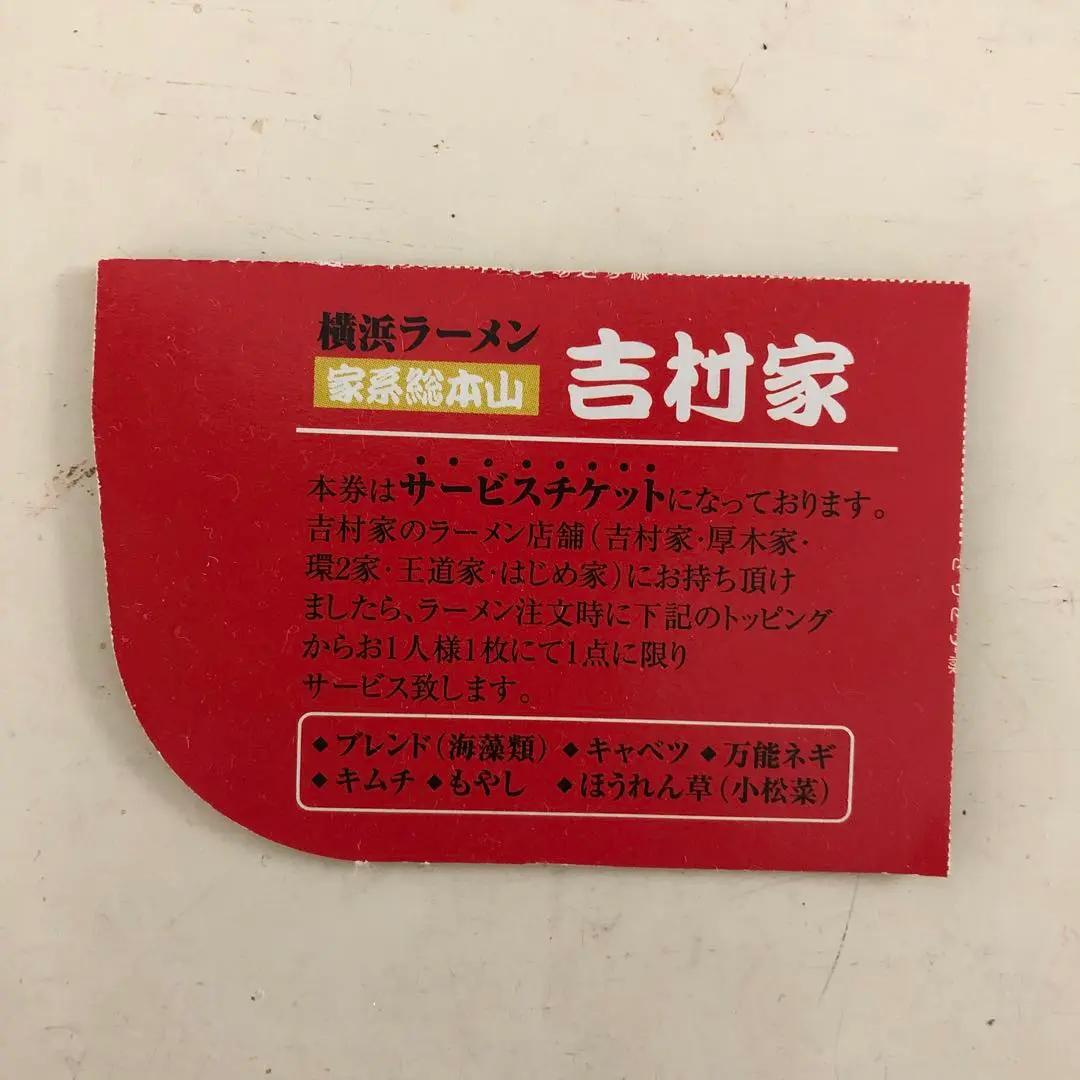 横浜ラーメン
家系総本山
吉村家
本券はサービスチケットになっております。
吉村家のラーメン店舗(吉村家・厚木家・
環2家・王道家・はじめ家)にお持ち頂け
ましたら、ラーメン注文時に下記のトッピング
からお1人様1枚にて1点に限り
サービス致します。
◆ブレンド(海藻類) ◆キャベツ ◆万能ネギ
◆キムチ ◆もやし ◆ほうれん草(小松菜)